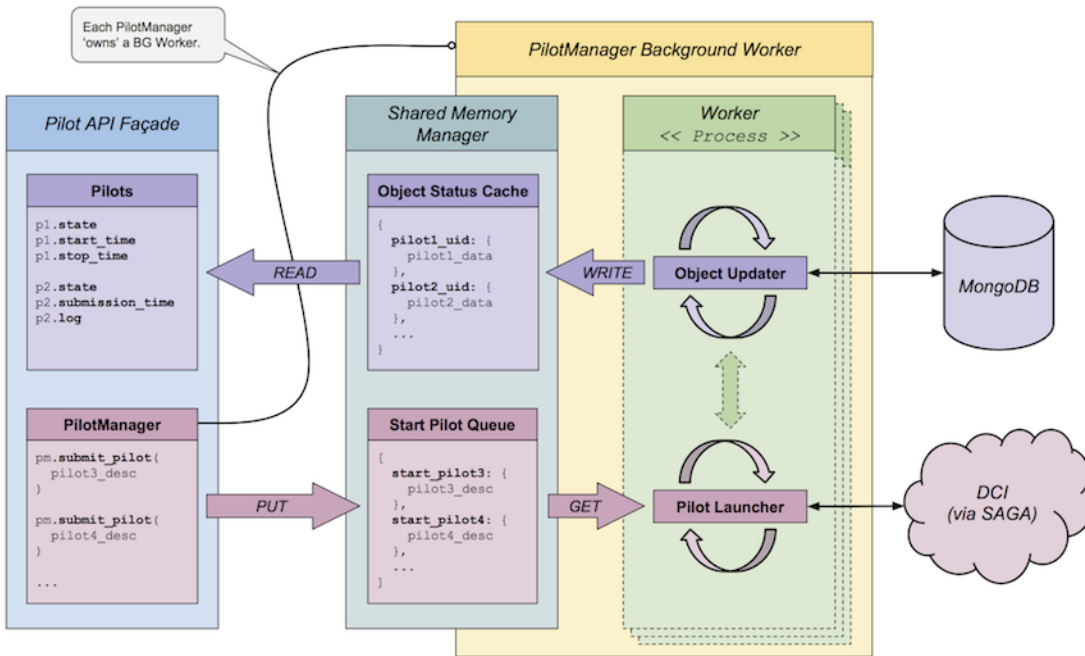 Each PilotManager
'owns' a BG Worker.
PilotManager Background Worker
Pilot API Façade
Shared Memory
Manager
Worker
<< Process >>
Pilots
p1.state
p1.start_time
p1.stop_time
p2.state
p2.submission_time
p2.log
READ
Object Status Cache
{
pilot1_uid: {
pilot1_data
},
pilot2_uid: {
pilot2_data
},
...
}
WRITE
Object Updater
MongoDB
PilotManager
pm.submit_pilot(
pilot3_desc
)
pm.submit_pilot(
pilot4_desc
)
...
PUT
Start Pilot Queue
[
start_pilot3: {
pilot3_desc
},
start_pilot4: {
pilot4_desc
},
...
]
GET
Pilot Launcher
DCI
(via SAGA)